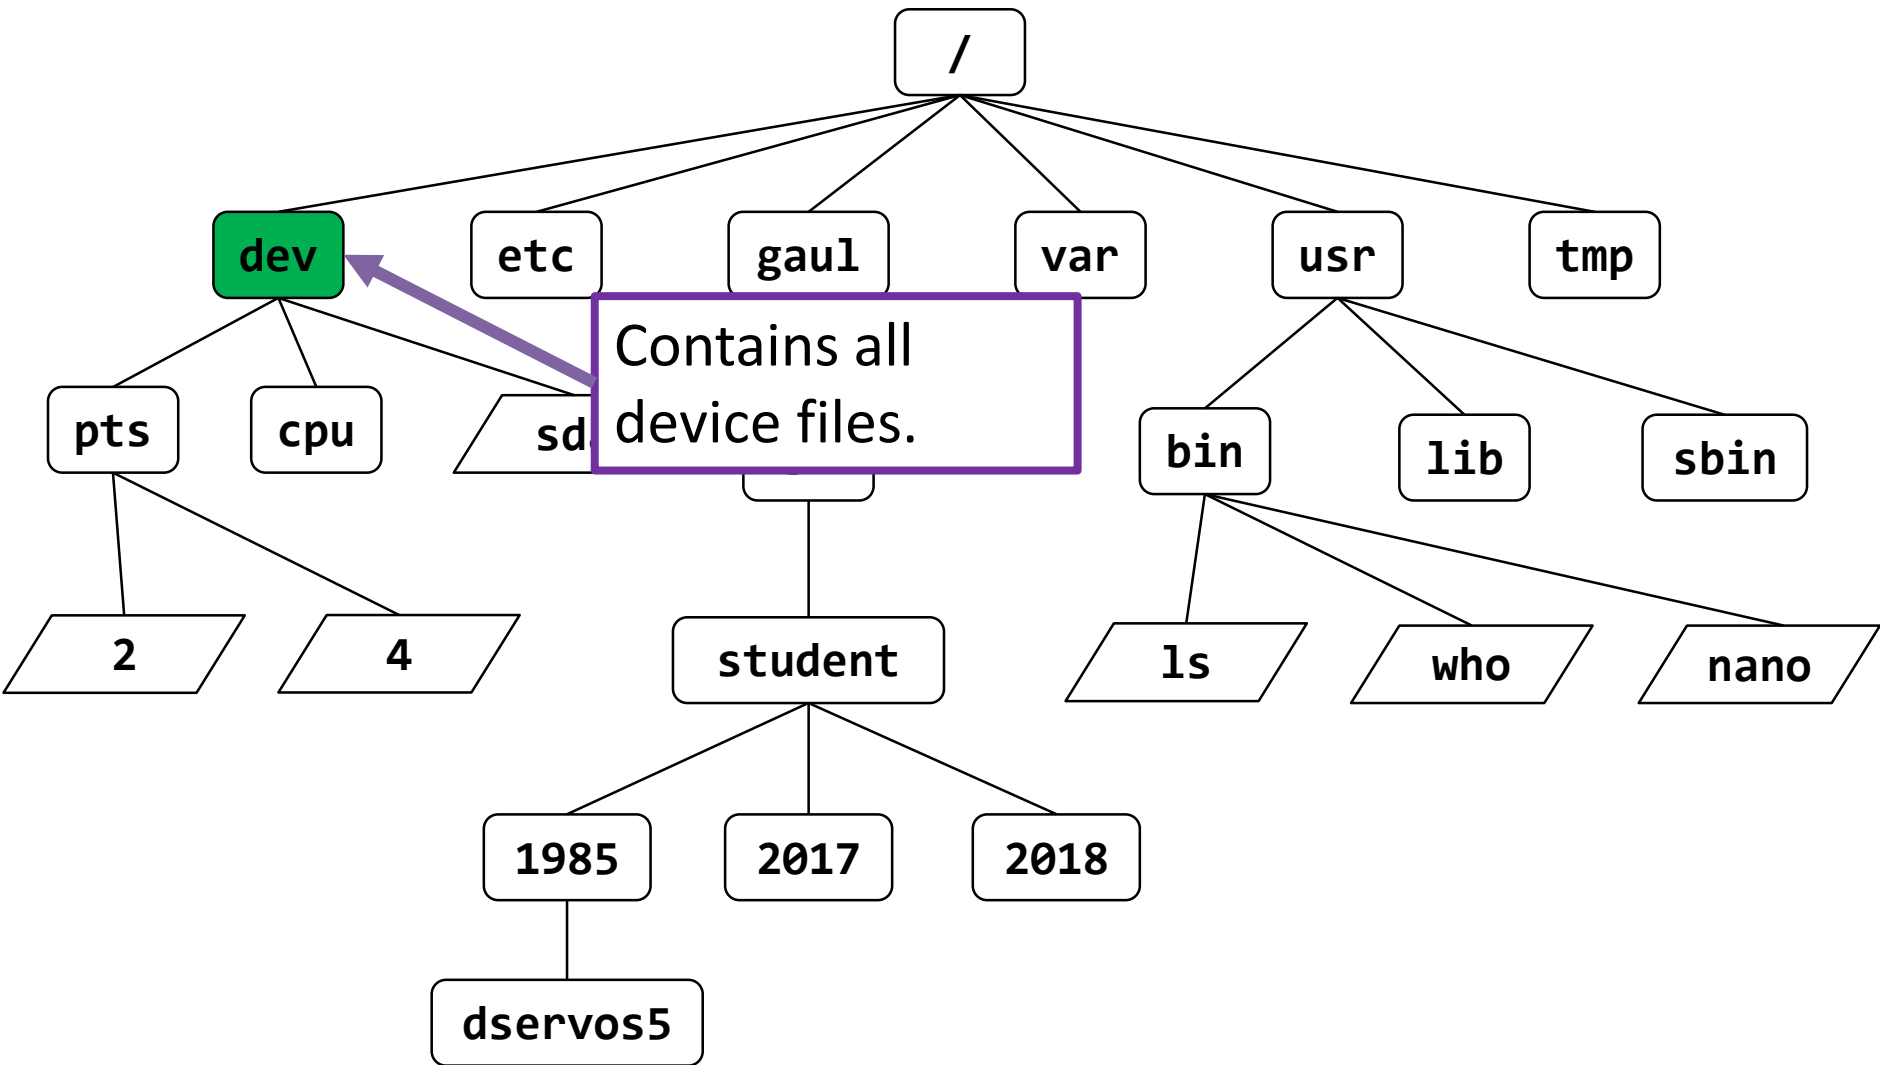 /
dev
etc
gaul
var
usr
tmp
Contains all
device files.
pts
cpu
bin
lib
sbin
2
4
student
ls
who
nano
1985
2017
2018
dservos5